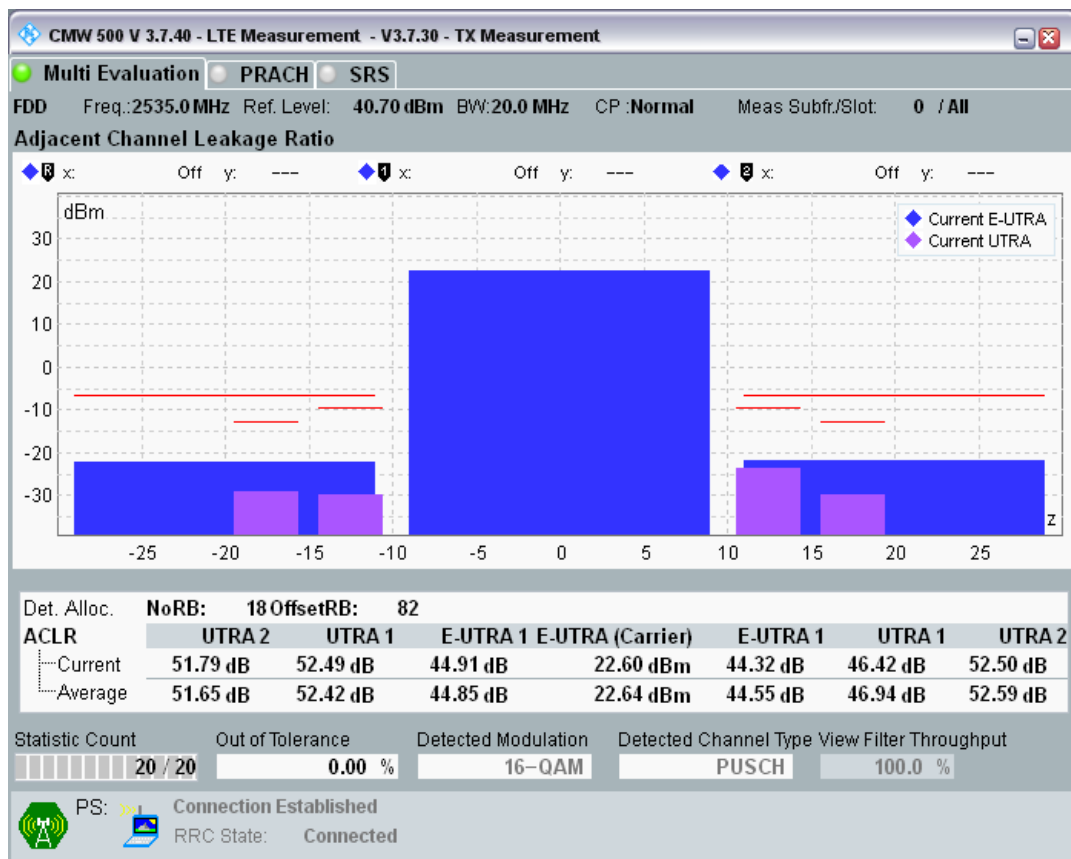 CMW 500 V 3.7.40 - LTE Measurement - V3.7.30 - TX Measurement
Multi Evaluation PRACH SRS
FDD Freq.:2535.0 MHz Ref. Level: 40.70 dBm BW:20.0 MHz CP :Normal Meas Subfr./Slot: 0 / All
Adjacent Channel Leakage Ratio
R x: Off y: --- 1 x: Off y: --- 2 x: Off y: ---
dBm
Current E-UTRA
Current UTRA
30
20
10
0
-10
-20
-30
z
-25 -20 -15 -10 -5 0 5 10 15 20 25
Det. Alloc. NoRB: 18 OffsetRB: 82
ACLR UTRA 2 UTRA 1 E-UTRA 1 E-UTRA (Carrier) E-UTRA 1 UTRA 1 UTRA 2
Current 51.79 dB 52.49 dB 44.91 dB 22.60 dBm 44.32 dB 46.42 dB 52.50 dB
Average 51.65 dB 52.42 dB 44.85 dB 22.64 dBm 44.55 dB 46.94 dB 52.59 dB
Statistic Count Out of Tolerance Detected Modulation Detected Channel Type View Filter Throughput
20 / 20 0.00 % 16-QAM PUSCH 100.0 %
PS: Connection Established
RRC State: Connected